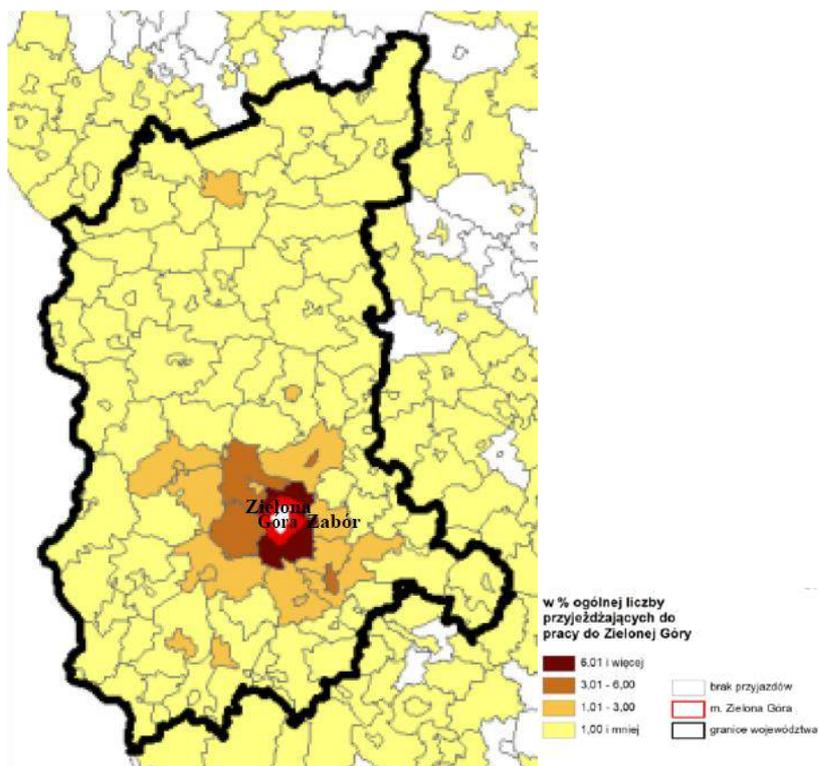 Zielona
Góra Zabór
w % ogólnej liczby
przyjeżdżających do
pracy do Zielonej Góry
6,01 i więcej
3,01 - 6,00
1,01 - 3,00
1,00 i mniej
brak przyjazdów
m. Zielona Góra
granice województwa